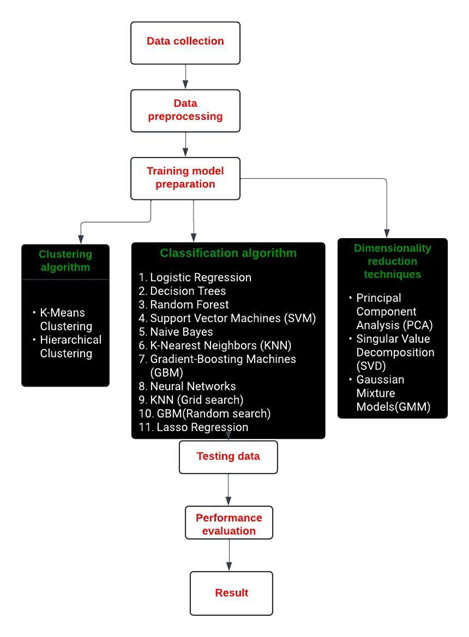 Data collection
Data
preprocessing
Training model
preparation
Clustering
algorithm
• K-Means
Clustering
• Hierarchical
Clustering
Classification algorithm
1. Logistic Regression
2. Decision Trees
3. Random Forest
4. Support Vector Machines (SVM)
5. Naive Bayes
6. K-Nearest Neighbors (KNN)
7. Gradient-Boosting Machines
(GBM)
8. Neural Networks
9. KNN (Grid search)
10. GBM(Random search)
11. Lasso Regression
Dimensionality
reduction
techniques
• Principal
Component
Analysis (PCA)
• Singular Value
Decomposition
(SVD)
• Gaussian
Mixture
Models(GMM)
Testing data
Performance
evaluation
Result